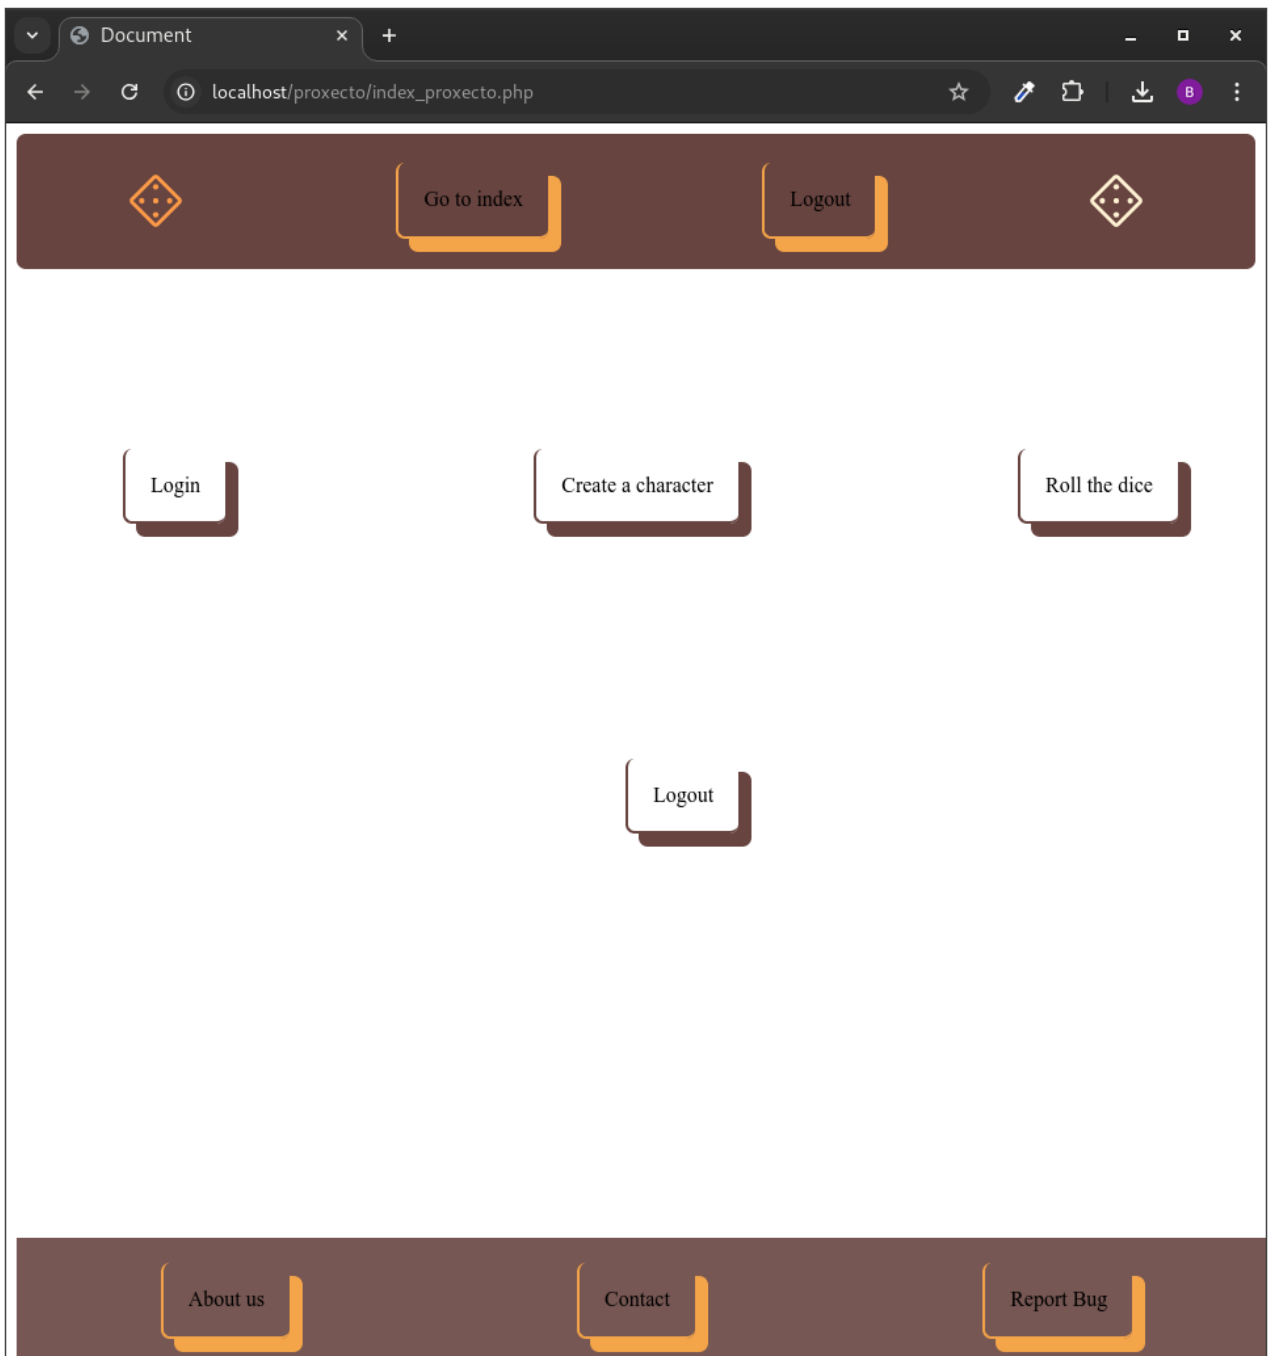 Document
localhost/proxecto/index_proxecto.php
B
Go to index
Logout
Login
Create a character
Roll the dice
Logout
About us
Contact
Report Bug